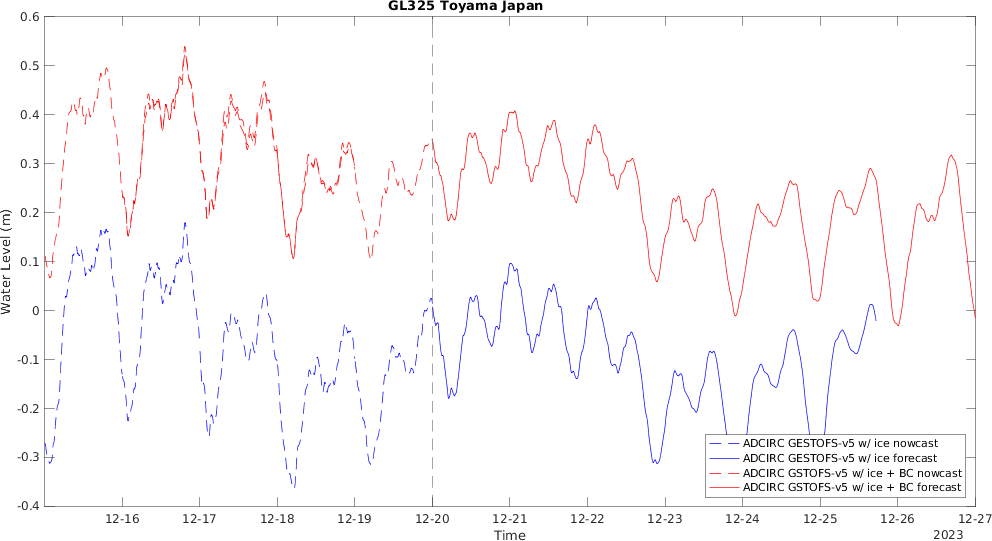 GL325 Toyama Japan
0.6
0.5
0.4
0.3
0.2
0.1
0
-0.1
-0.2
-0.3
-0.4
Water Level (m)
ADCIRC GESTOFS-v5 w/ ice nowcast
ADCIRC GESTOFS-v5 w/ ice forecast
ADCIRC GSTOFS-v5 w/ ice + BC nowcast
ADCIRC GSTOFS-v5 w/ ice + BC forecast
12-16 12-17 12-18 12-19 12-20 12-21 12-22 12-23 12-24 12-25 12-26 12-27
Time
2023